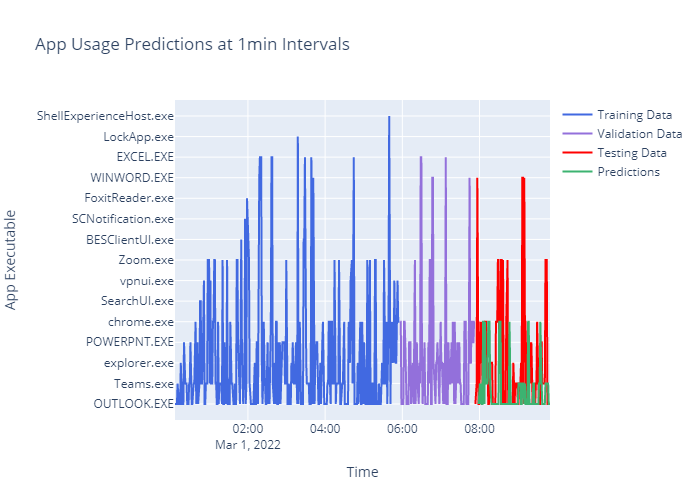 App Usage Predictions at 1min Intervals
ShellExperienceHost.exe
LockApp.exe
EXCEL.EXE
WINWORD.EXE
FoxitReader.exe
SCNotification.exe
BESClientUI.exe
Zoom.exe
vpnui.exe
SearchUI.exe
chrome.exe
POWERPNT.EXE
explorer.exe
Teams.exe
OUTLOOK.EXE
App Executable
02:00 04:00 06:00 08:00
Mar 1, 2022
Time
Training Data
Validation Data
Testing Data
Predictions